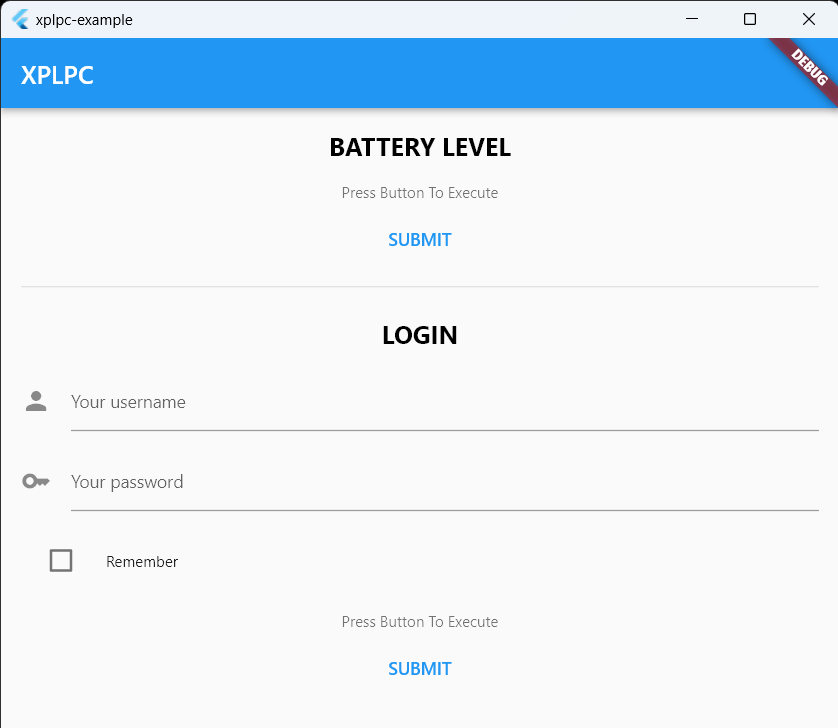 xplpc-example
XPLPC
DEBUG
BATTERY LEVEL
Press Button To Execute
SUBMIT
LOGIN
Your username
Your password
Remember
Press Button To Execute
SUBMIT